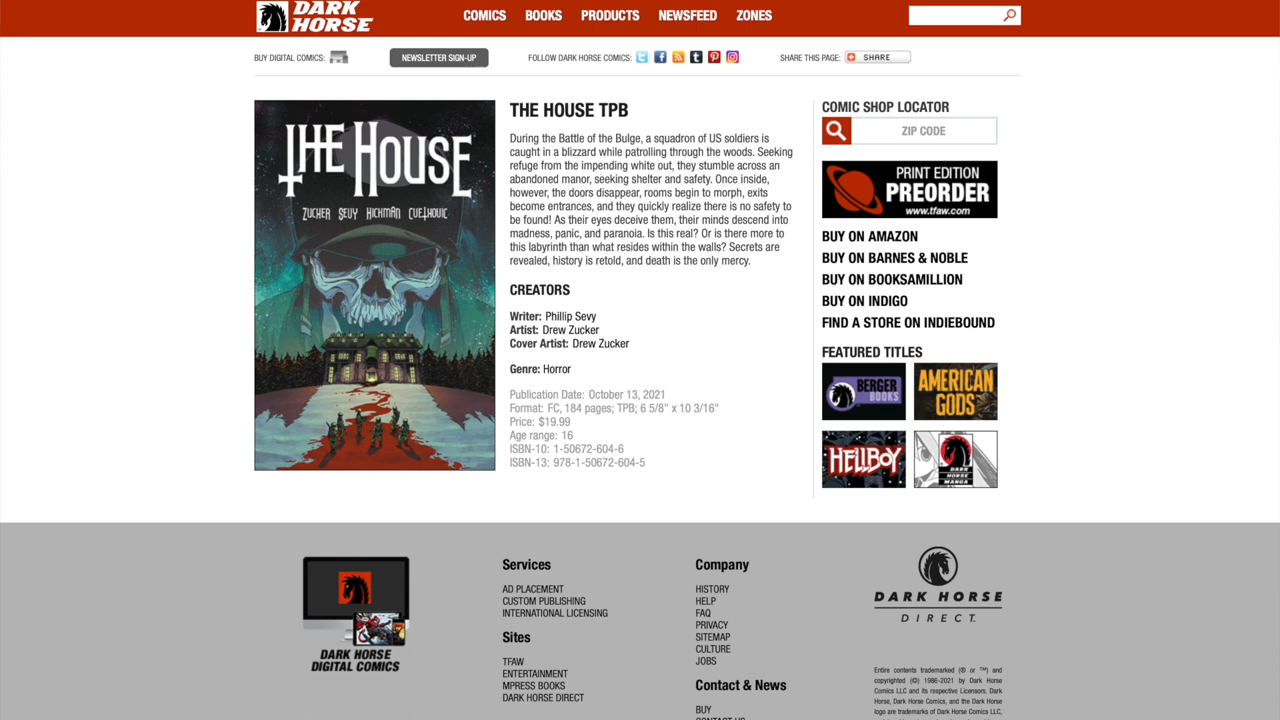 DARK
HORSE
COMICS BOOKS PRODUCTS NEWSFEED ZONES
BUY DIGITAL COMICS:
NEWSLETTER SIGN-UP
FOLLOW DARK HORSE COMICS:
SHARE THIS PAGE:
SHARE
THE HOUSE
ZUCKER SEVY HICKMAN CVETKOVIC
THE HOUSE TPB
During the Battle of the Bulge, a squadron of US soldiers is
caught in a blizzard while patrolling through the woods. Seeking
refuge from the impending white out, they stumble across an
abandoned manor, seeking shelter and safety. Once inside,
however, the doors disappear, rooms begin to morph, exits
become entrances, and they quickly realize there is no safety to
be found! As their eyes deceive them, their minds descend into
madness, panic, and paranoia. Is this real? Or is there more to
this labyrinth than what resides within the walls? Secrets are
revealed, history is retold, and death is the only mercy.
CREATORS
Writer: Phillip Sevy
Artist: Drew Zucker
Cover Artist: Drew Zucker
Genre: Horror
Publication Date: October 13, 2021
Format: FC, 184 pages; TPB; 6 5/8" x 10 3/16"
Price: $19.99
Age range: 16
ISBN-10: 1-50672-604-6
ISBN-13: 978-1-50672-604-5
COMIC SHOP LOCATOR
ZIP CODE
PRINT EDITION
PREORDER
www.tfaw.com
BUY ON AMAZON
BUY ON BARNES & NOBLE
BUY ON BOOKSAMILLION
BUY ON INDIGO
FIND A STORE ON INDIEBOUND
FEATURED TITLES
BERGER
BOOKS
AMERICAN
GODS
HELLBOY
DARK
HORSE
MANGA
DARK HORSE
DIGITAL COMICS
Services
AD PLACEMENT
CUSTOM PUBLISHING
INTERNATIONAL LICENSING
Sites
TFAW
ENTERTAINMENT
MPRESS BOOKS
DARK HORSE DIRECT
Company
HISTORY
HELP
FAQ
PRIVACY
SITEMAP
CULTURE
JOBS
Contact & News
BUY
CONTACT US
DARK HORSE
DIRECT.
Entire contents trademarked (® or ™) and
copyrighted (©) 1986-2021 by Dark Horse
Comics LLC and its respective Licensors. Dark
Horse, Dark Horse Comics, and the Dark Horse
logo are trademarks of Dark Horse Comics LLC,